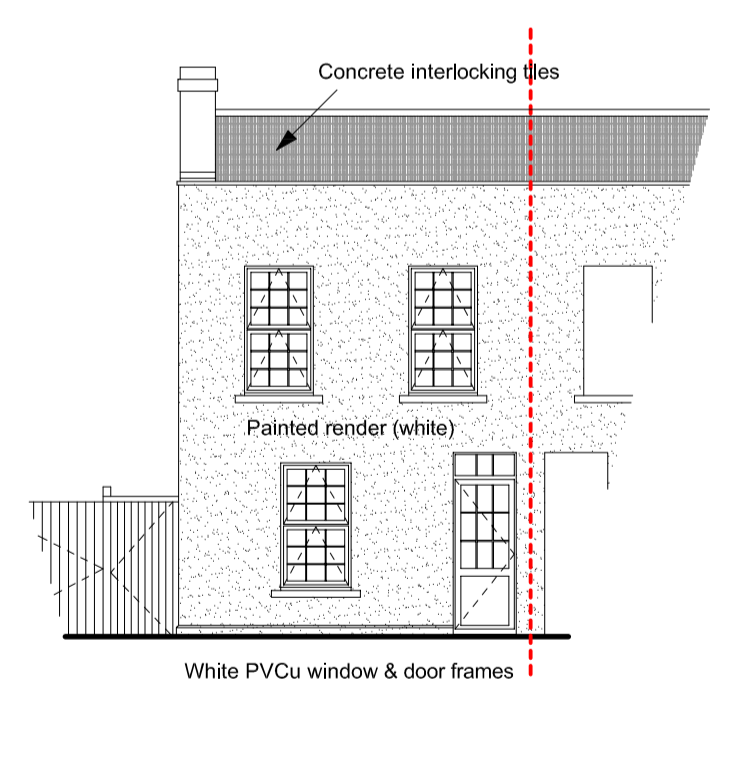 Concrete interlocking tiles
Painted render (white)
White PVCu window & door frames